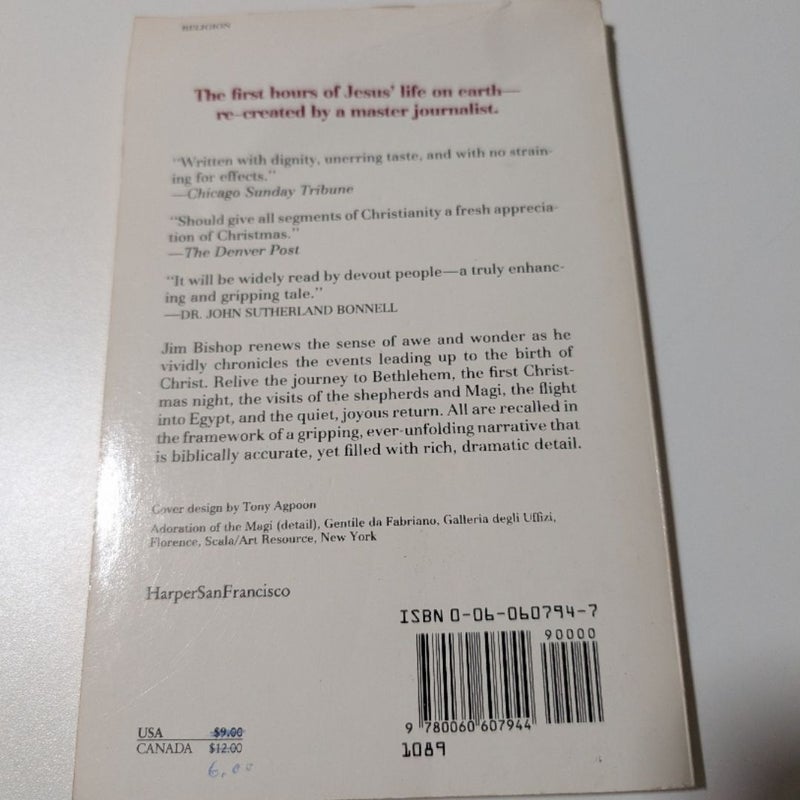 RELIGION
The first hours of Jesus' life on earth—
re-created by a master journalist.
"Written with dignity, unerring taste, and with no strain-
ing for effects."
—Chicago Sunday Tribune
"Should give all segments of Christianity a fresh apprecia-
tion of Christmas."
—The Denver Post
"It will be widely read by devout people—a truly enhanc-
ing and gripping tale."
—DR. JOHN SUTHERLAND BONNELL
Jim Bishop renews the sense of awe and wonder as he
vividly chronicles the events leading up to the birth of
Christ. Relive the journey to Bethlehem, the first Christ-
mas night, the visits of the shepherds and Magi, the flight
into Egypt, and the quiet, joyous return. All are recalled in
the framework of a gripping, ever-unfolding narrative that
is biblically accurate, yet filled with rich, dramatic detail.
Cover design by Tony Agpoon
Adoration of the Magi (detail), Gentile da Fabriano, Galleria degli Uffizi,
Florence, Scala/Art Resource, New York
HarperSanFrancisco
ISBN 0-06-060794-7
90000
9 780060 607944
1089
USA $9.00
CANADA $12.00
6.00